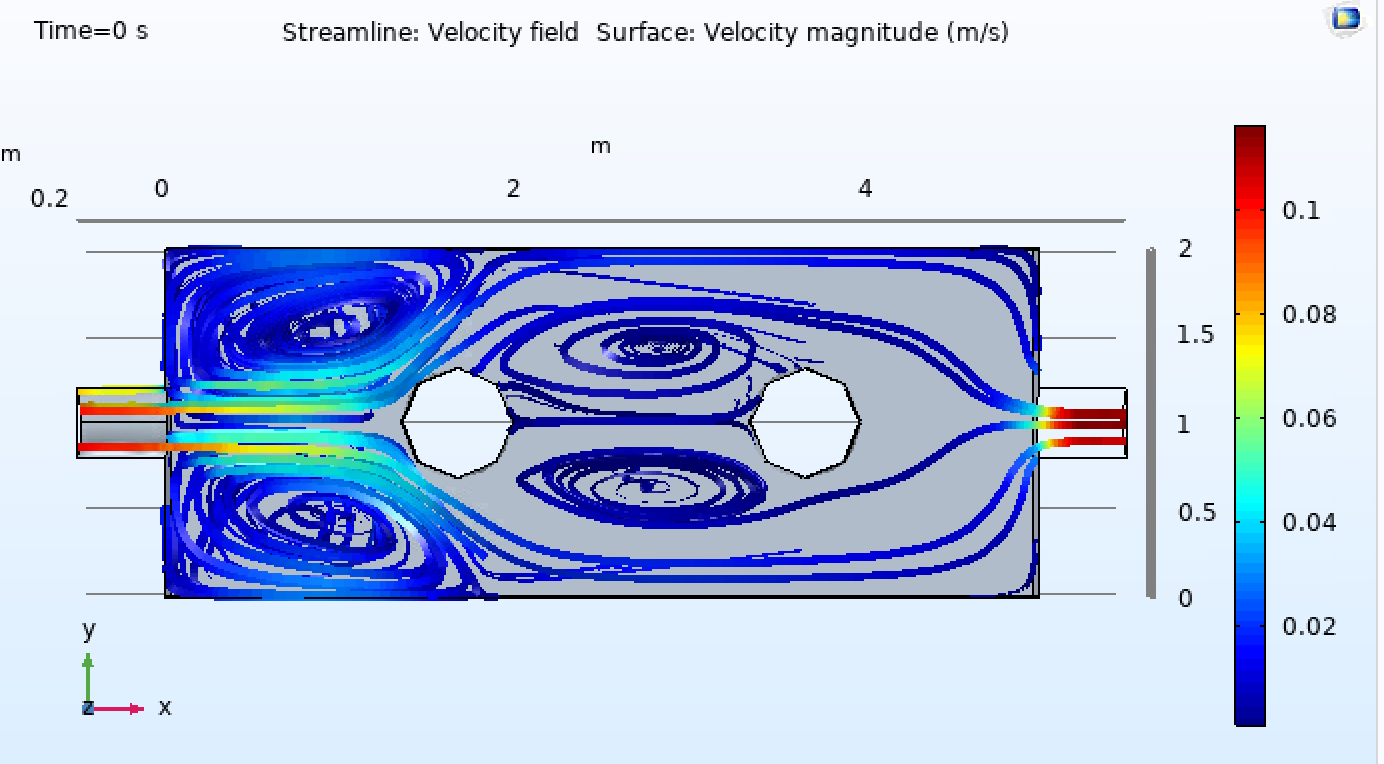 Time=0 s Streamline: Velocity field Surface: Velocity magnitude (m/s)
m
m
0.2
0 2 4
2
1.5
1
0.5
0
0.1
0.08
0.06
0.04
0.02
y
z x